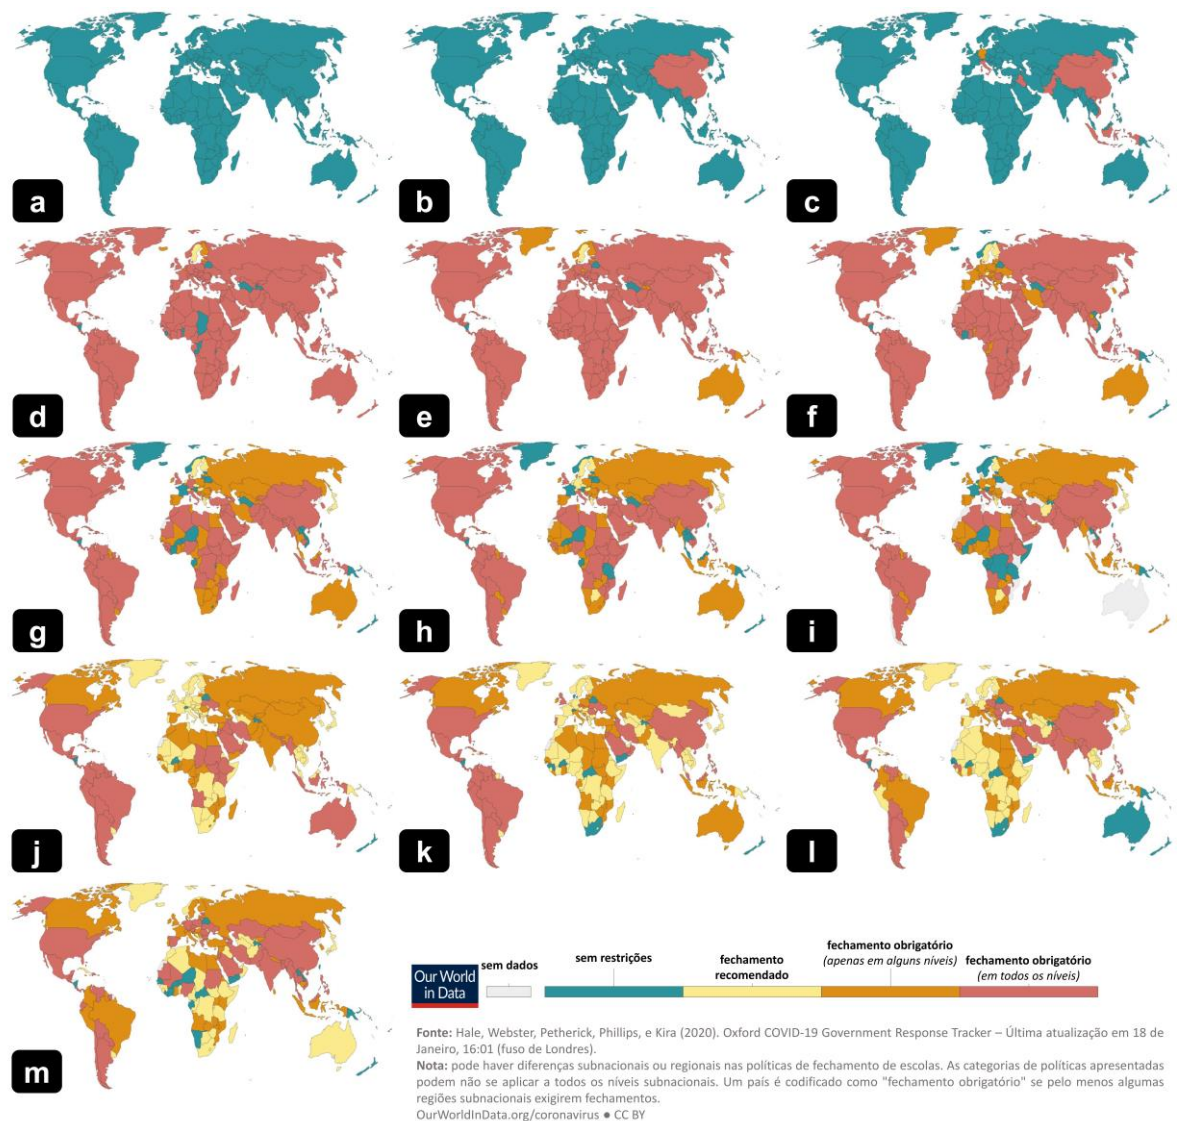 a
b
c
d
e
f
g
h
i
j
k
l
m
Our World
in Data
sem dados
sem restrições
fechamento
recomendado
fechamento obrigatório
(apenas em alguns níveis)
fechamento obrigatório
(em todos os níveis)
Fonte: Hale, Webster, Petherick, Phillips, e Kira (2020). Oxford COVID-19 Government Response Tracker – Última atualização em 18 de
Janeiro, 16:01 (fuso de Londres).
Nota: pode haver diferenças subnacionais ou regionais nas políticas de fechamento de escolas. As categorias de políticas apresentadas
podem não se aplicar a todos os níveis subnacionais. Um país é codificado como "fechamento obrigatório" se pelo menos algumas
regiões subnacionais exigirem fechamentos.
OurWorldInData.org/coronavirus ● CC BY